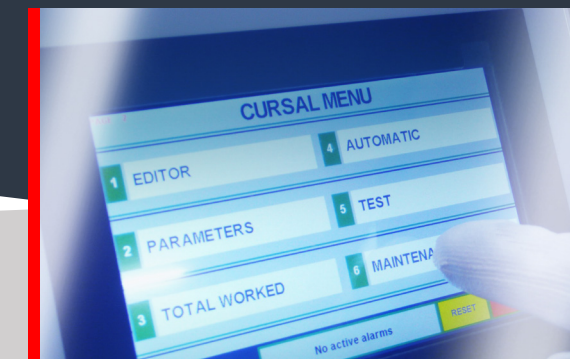 CURSAL MENU
1 EDITOR
2 PARAMETERS
3 TOTAL WORKED
4 AUTOMATIC
5 TEST
6 MAINTENA
No active alarms
RESET